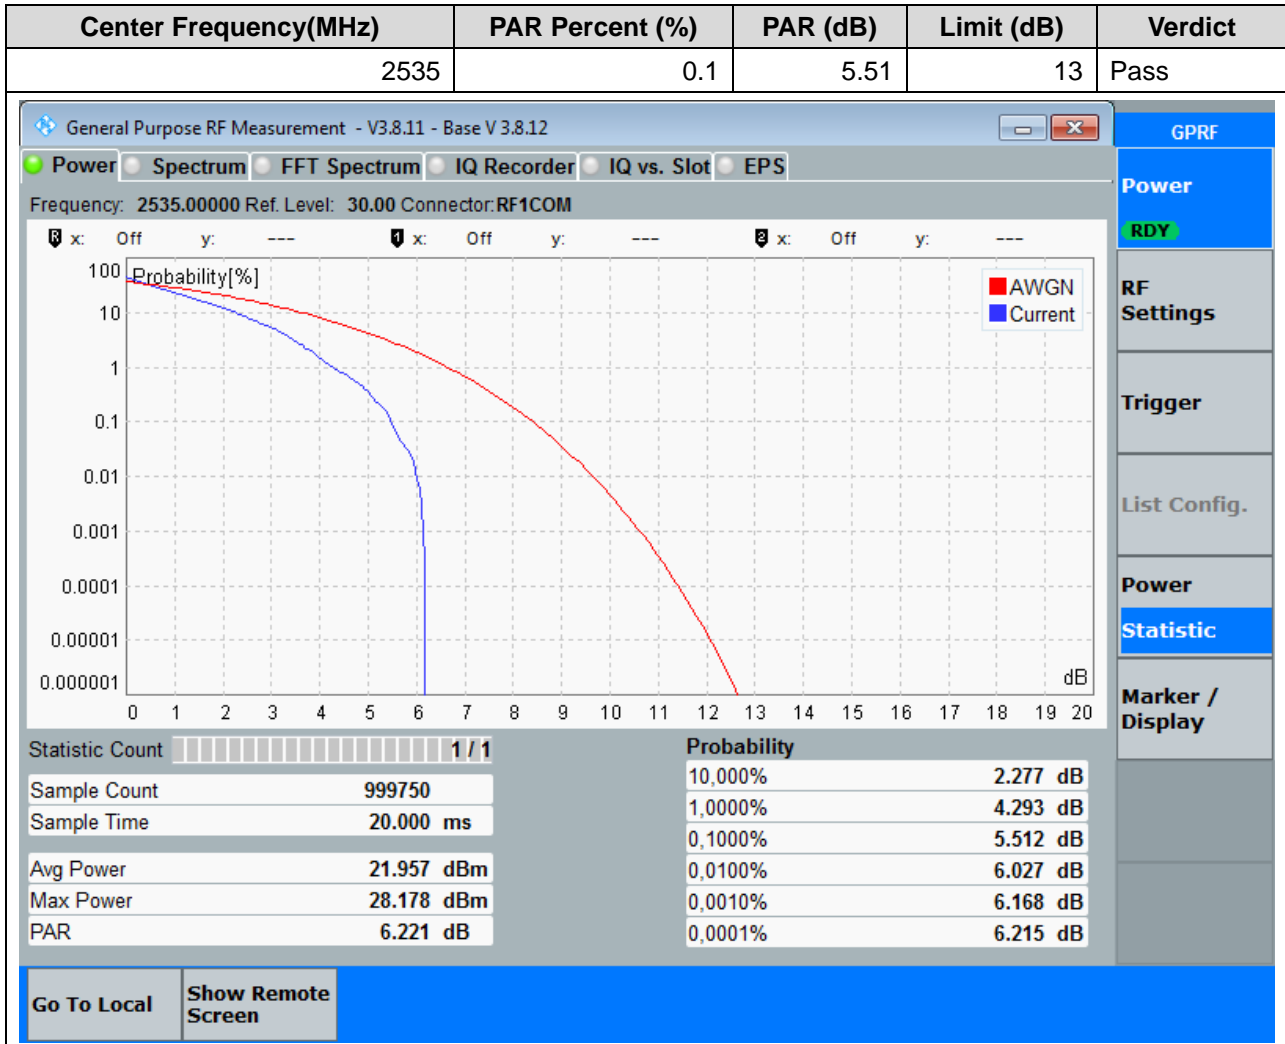 Center Frequency(MHz) PAR Percent (%) PAR (dB) Limit (dB) Verdict
2535 0.1 5.51 13 Pass
General Purpose RF Measurement - V3.8.11 - Base V 3.8.12
GPRF
Power Spectrum FFT Spectrum IQ Recorder IQ vs. Slot EPS
Power
RDY
Frequency: 2535.00000 Ref. Level: 30.00 Connector:RF1COM
R x: Off y: --- 1 x: Off y: --- 2 x: Off y: ---
Probability[%]
AWGN
Current
100
10
1
0.1
0.01
0.001
0.0001
0.00001
0.000001
dB
0 1 2 3 4 5 6 7 8 9 10 11 12 13 14 15 16 17 18 19 20
RF
Settings
Trigger
List Config.
Power
Statistic
Marker /
Display
Statistic Count 1 / 1
Sample Count 999750
Sample Time 20.000 ms
Avg Power 21.957 dBm
Max Power 28.178 dBm
PAR 6.221 dB
Probability
10,000% 2.277 dB
1,0000% 4.293 dB
0,1000% 5.512 dB
0,0100% 6.027 dB
0,0010% 6.168 dB
0,0001% 6.215 dB
Go To Local
Show Remote
Screen